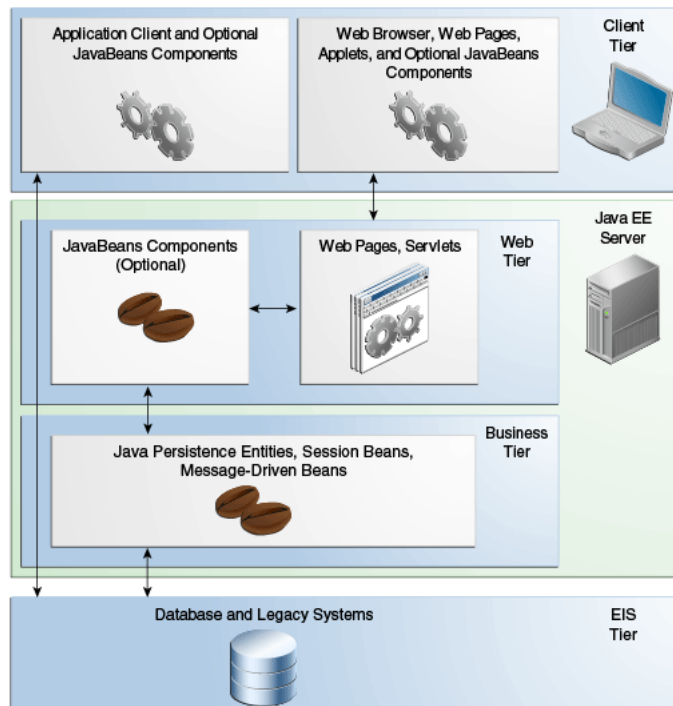 Application Client and Optional
JavaBeans Components
Web Browser, Web Pages,
Applets, and Optional JavaBeans
Components
Client
Tier
JavaBeans Components
(Optional)
Web Pages, Servlets
Web
Tier
Java EE
Server
Java Persistence Entities, Session Beans,
Message-Driven Beans
Business
Tier
Database and Legacy Systems
EIS
Tier